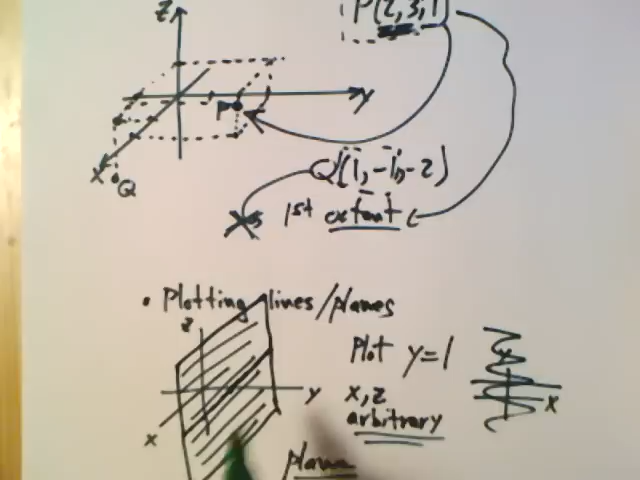 z
P(2,3,1)
y
P
x
Q
Q(1,-1,-2)
1st octant
• Plotting lines/planes
z
Plot y=1
y
x,z
x
arbitrary
x
plane